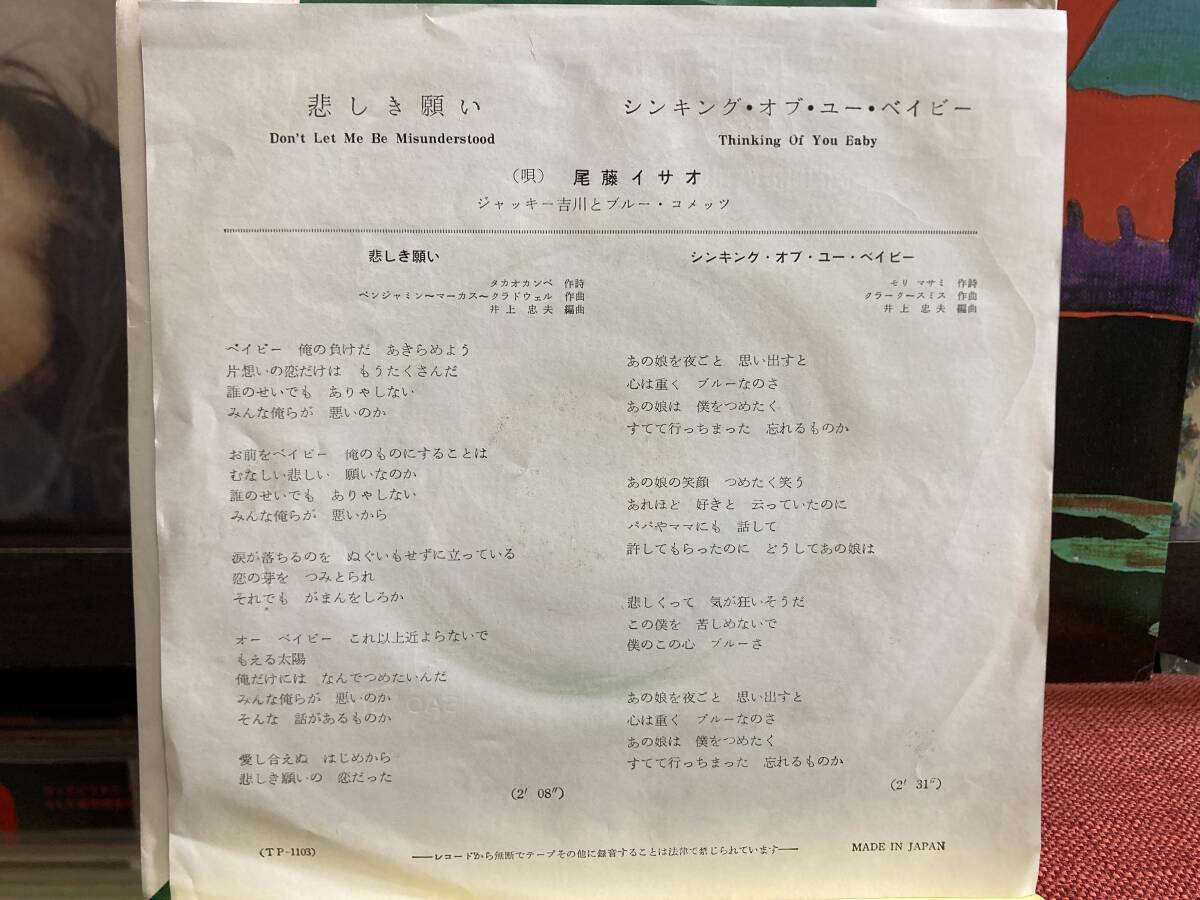 悲しき願い
Don't Let Me Be Misunderstood
シンキング・オブ・ユー・ベイビー
Thinking Of You Eaby
(唄) 尾藤イサオ
ジャッキー吉川とブルー・コメッツ
悲しき願い
タカオカンベ 作詩
ベンジャミン〜マーカス〜クラドウェル 作曲
井上忠夫 編曲
ベイビー 俺の負けだ あきらめよう
片想いの恋だけは もうたくさんだ
誰のせいでも ありゃしない
みんな俺らが 悪いのか
お前をベイビー 俺のものにすることは
むなしい悲しい 願いなのか
誰のせいでも ありゃしない
みんな俺らが 悪いから
涙が落ちるのを ぬぐいもせずに立っている
恋の芽を つみとられ
それでも がまんをしろか
オー ベイビー これ以上近よらないで
もえる太陽
俺だけには なんでつめたいんだ
みんな俺らが 悪いのか
そんな 話があるものか
愛し合えぬ はじめから
悲しき願いの 恋だった
(2' 08")
シンキング・オブ・ユー・ベイビー
モリ マサミ 作詩
クラーク〜スミス 作曲
井上忠夫 編曲
あの娘を夜ごと 思い出すと
心は重く ブルーなのさ
あの娘は 僕をつめたく
すてて行っちまった 忘れるものか
あの娘の笑顔 つめたく笑う
あれほど 好きと 云っていたのに
パパやママにも 話して
許してもらったのに どうしてあの娘は
悲しくって 気が狂いそうだ
この僕を 苦しめないで
僕のこの心 ブルーさ
あの娘を夜ごと 思い出すと
心は重く ブルーなのさ
あの娘は 僕をつめたく
すてて行っちまった 忘れるものか
(2' 31")
(TP-1103)
——レコードから無断でテープその他に録音することは法律で禁じられています——
MADE IN JAPAN